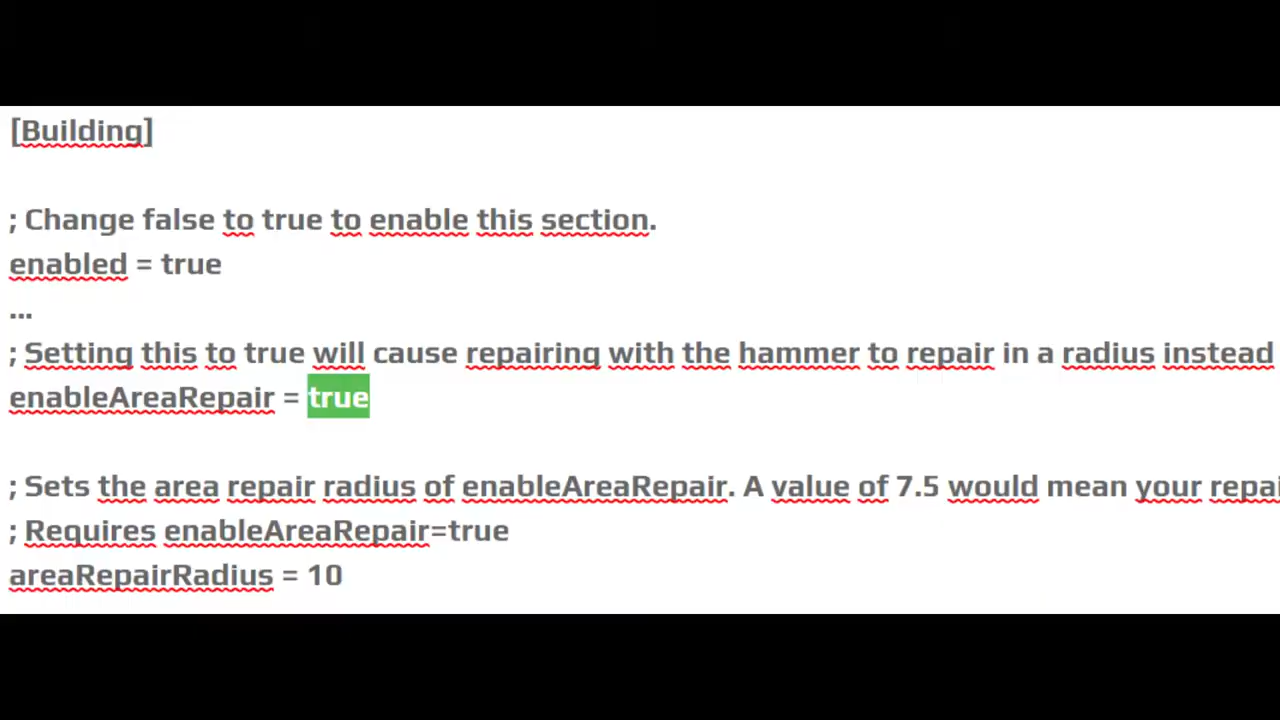 [Building]
; Change false to true to enable this section.
enabled = true
...
; Setting this to true will cause repairing with the hammer to repair in a radius instead
enableAreaRepair = true
; Sets the area repair radius of enableAreaRepair. A value of 7.5 would mean your repai
; Requires enableAreaRepair=true
areaRepairRadius = 10